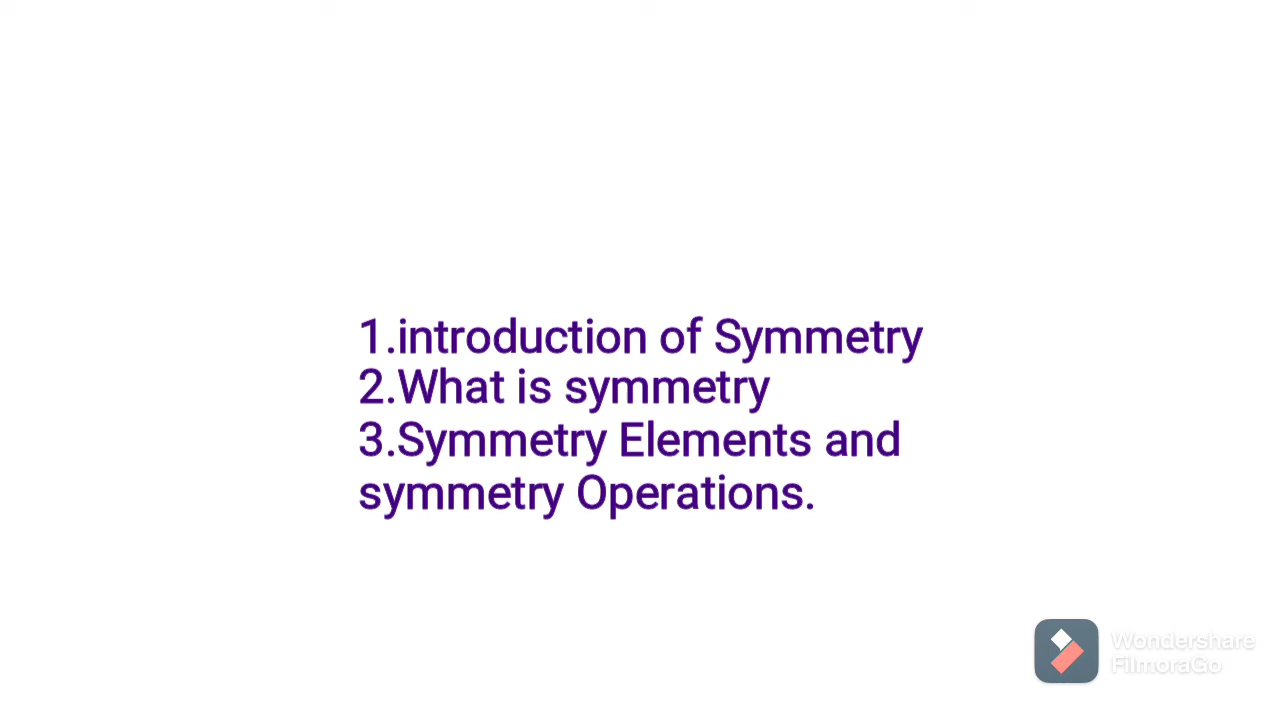 1.introduction of Symmetry
2.What is symmetry
3.Symmetry Elements and
symmetry Operations.
Wondershare
FilmoraGo